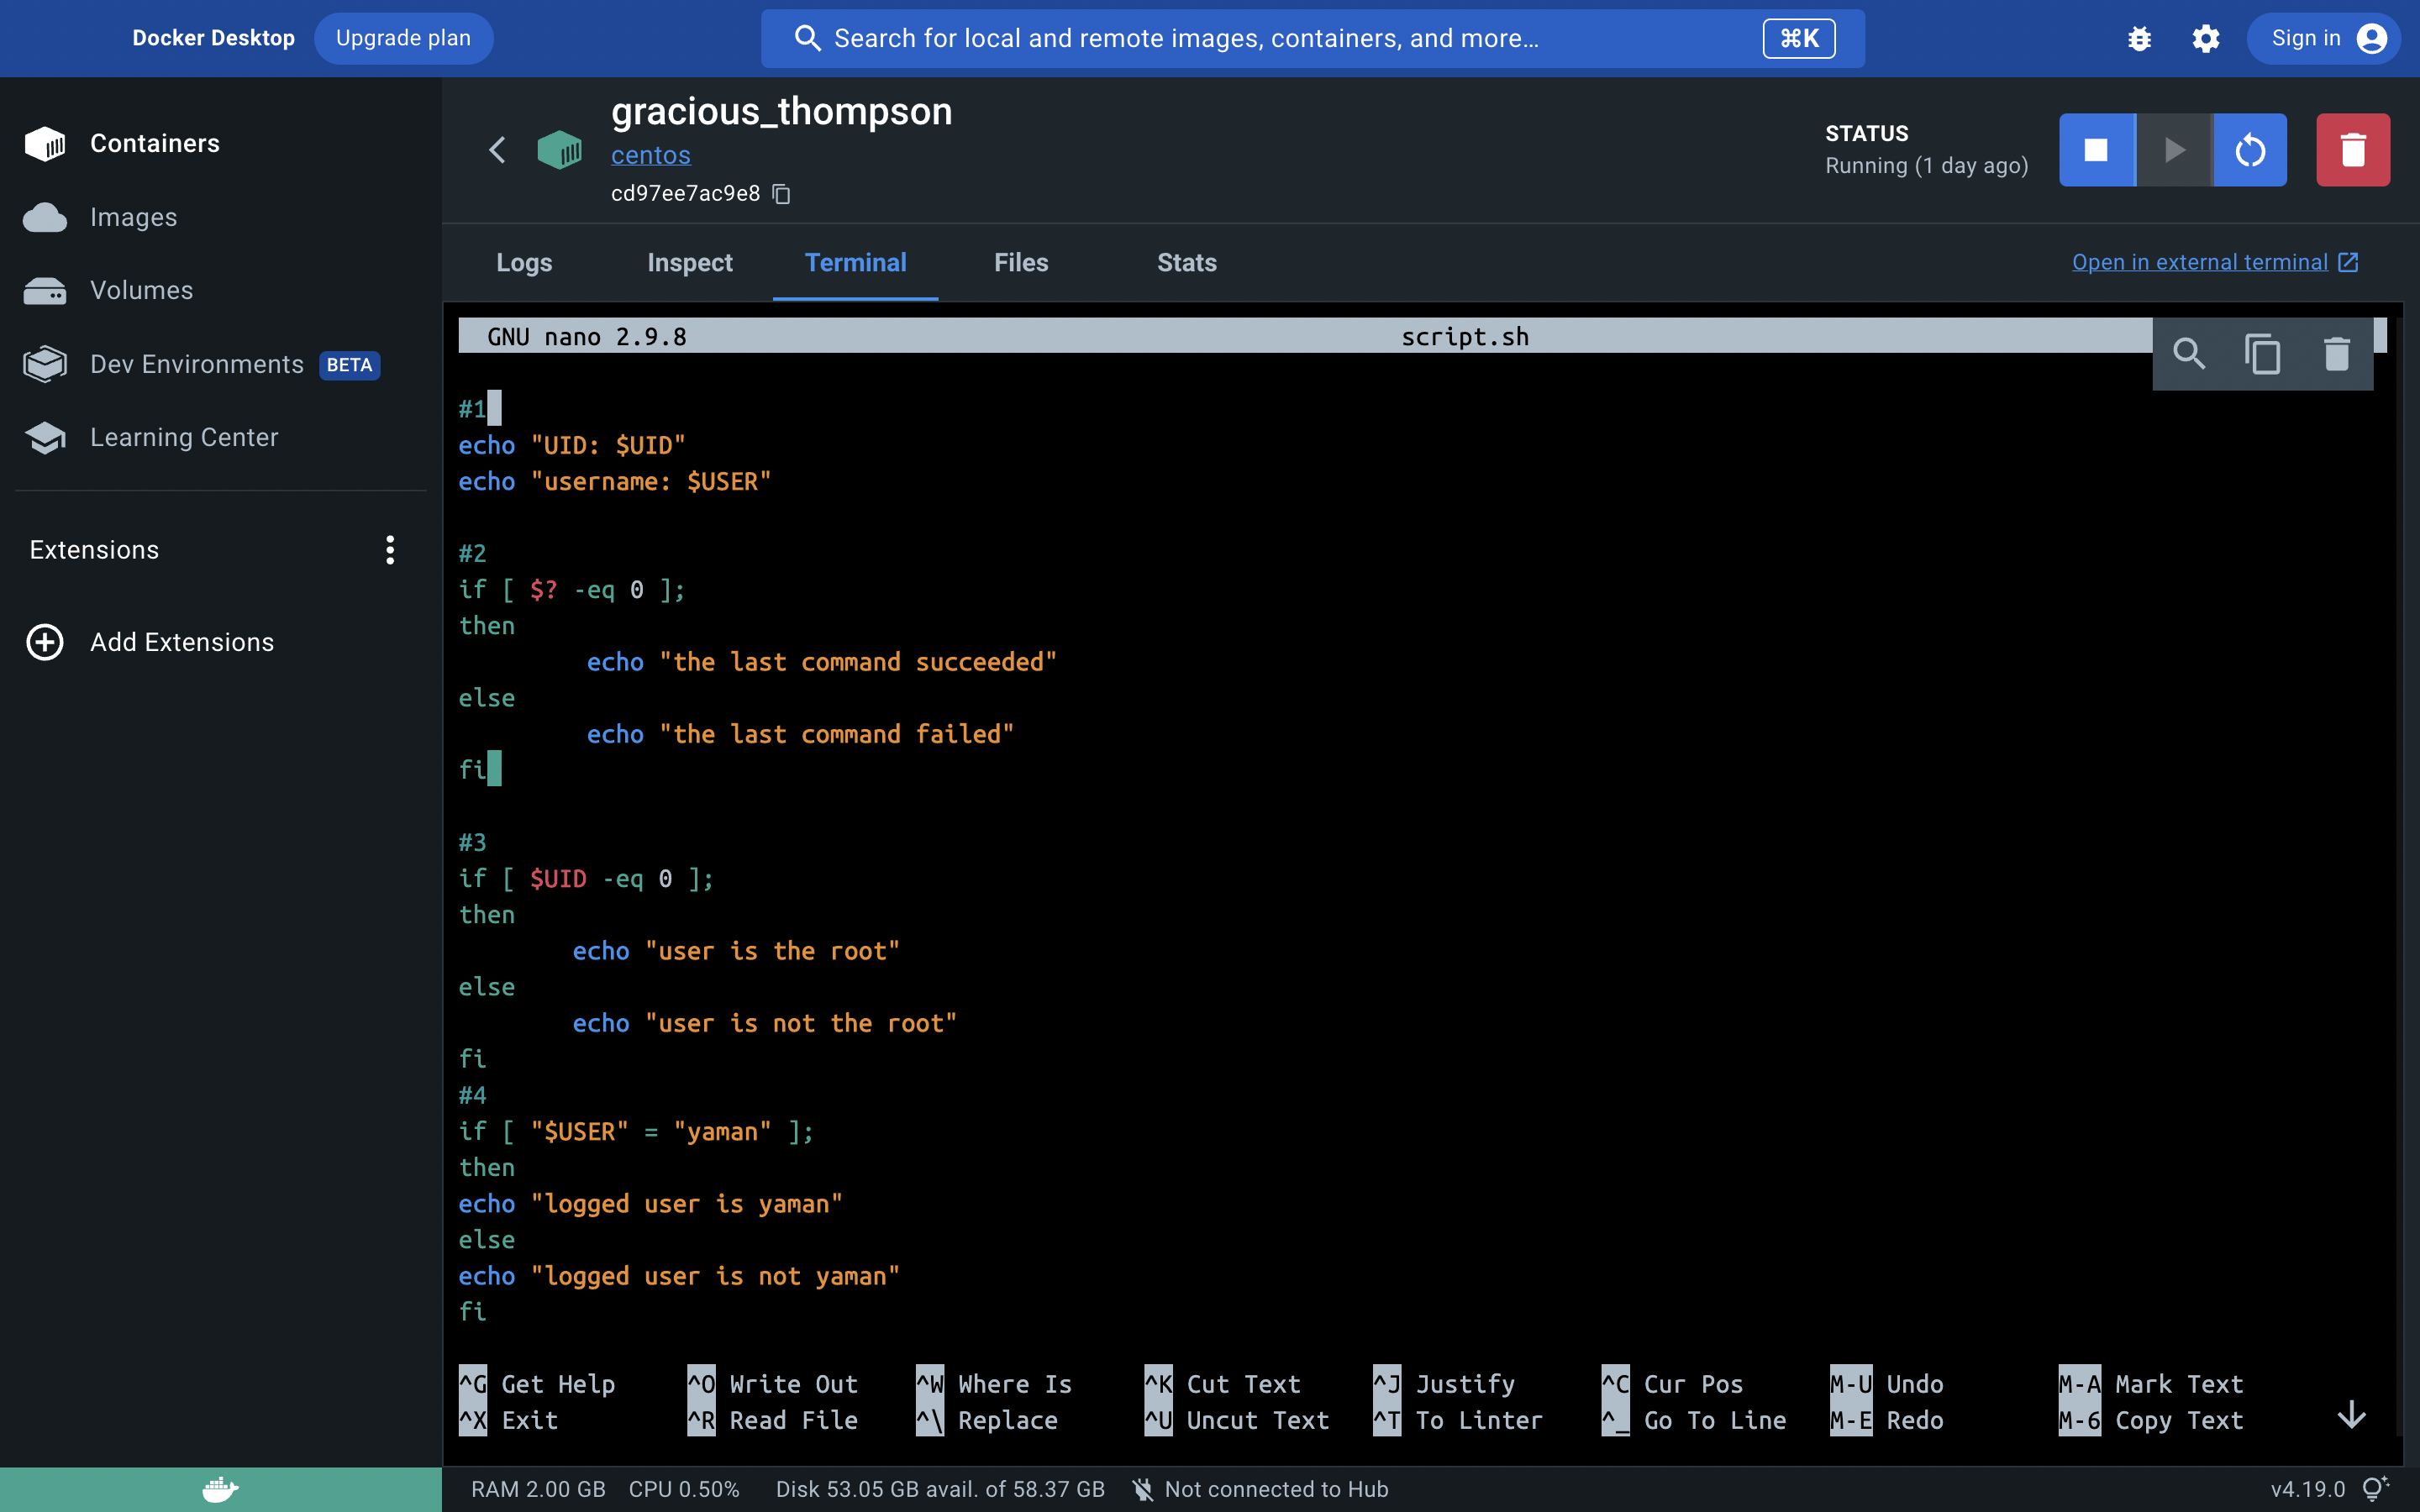 Docker Desktop Upgrade plan Search for local and remote images, containers, and more... ⌘K Sign in
Containers
Images
Volumes
Dev Environments BETA
Learning Center
Extensions
Add Extensions
gracious_thompson
centos
cd97ee7ac9e8
STATUS
Running (1 day ago)
Logs Inspect Terminal Files Stats Open in external terminal
GNU nano 2.9.8 script.sh
#1
echo "UID: $UID"
echo "username: $USER"
#2
if [ $? -eq 0 ];
then
echo "the last command succeeded"
else
echo "the last command failed"
fi
#3
if [ $UID -eq 0 ];
then
echo "user is the root"
else
echo "user is not the root"
fi
#4
if [ "$USER" = "yaman" ];
then
echo "logged user is yaman"
else
echo "logged user is not yaman"
fi
^G Get Help ^O Write Out ^W Where Is ^K Cut Text ^J Justify ^C Cur Pos M-U Undo M-A Mark Text
^X Exit ^R Read File ^\ Replace ^U Uncut Text ^T To Linter ^_ Go To Line M-E Redo M-6 Copy Text
RAM 2.00 GB CPU 0.50% Disk 53.05 GB avail. of 58.37 GB Not connected to Hub v4.19.0